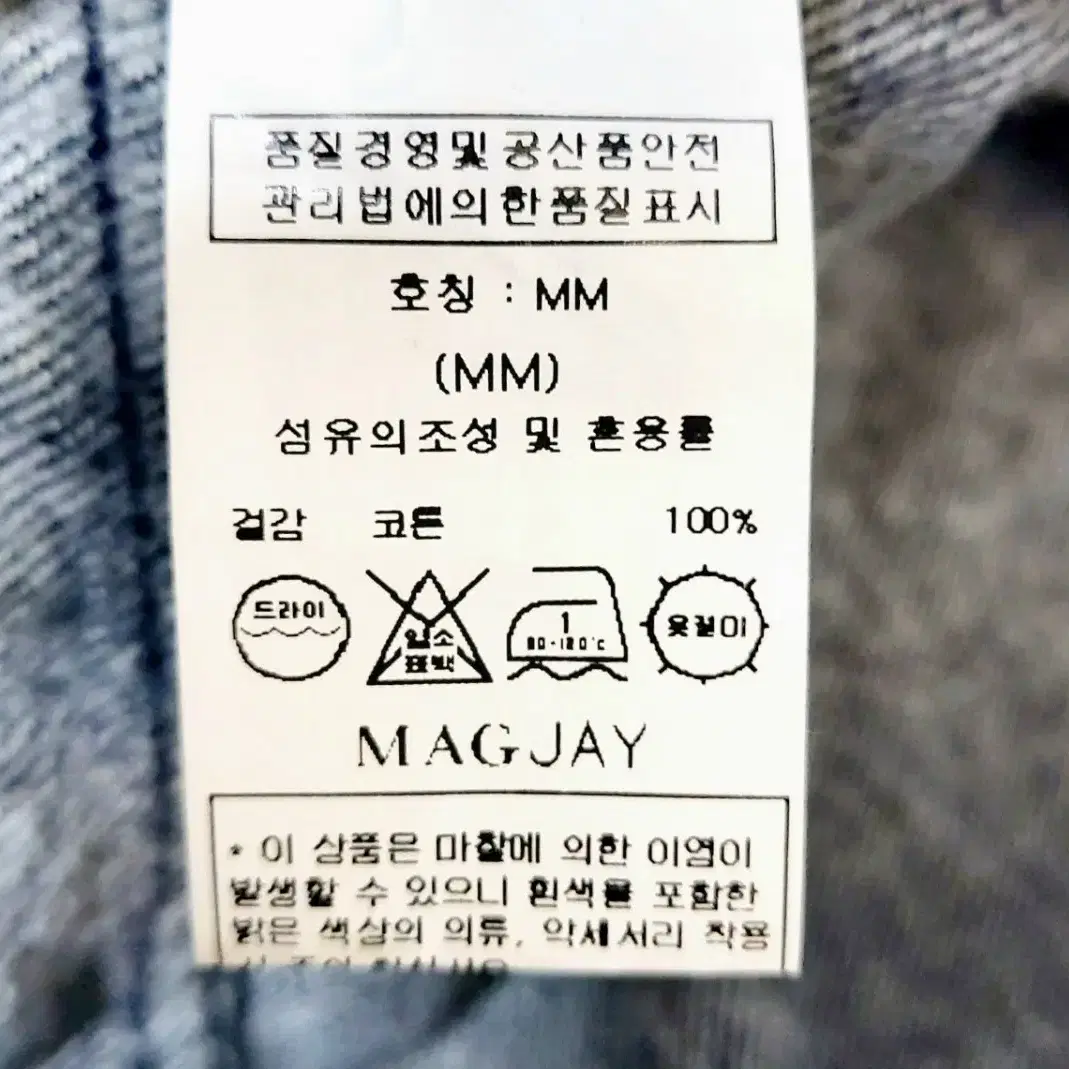 품질경영및공산품안전
관리법에의한품질표시
호칭 : MM
(MM)
섬유의조성 및 혼용률
겉감 코튼 100%
드라이
염소
표백
1
80-120℃
옷걸이
MAGJAY
* 이 상품은 마찰에 의한 이염이
발생할 수 있으니 흰색을 포함한
밝은 색상의 의류, 악세서리 착용